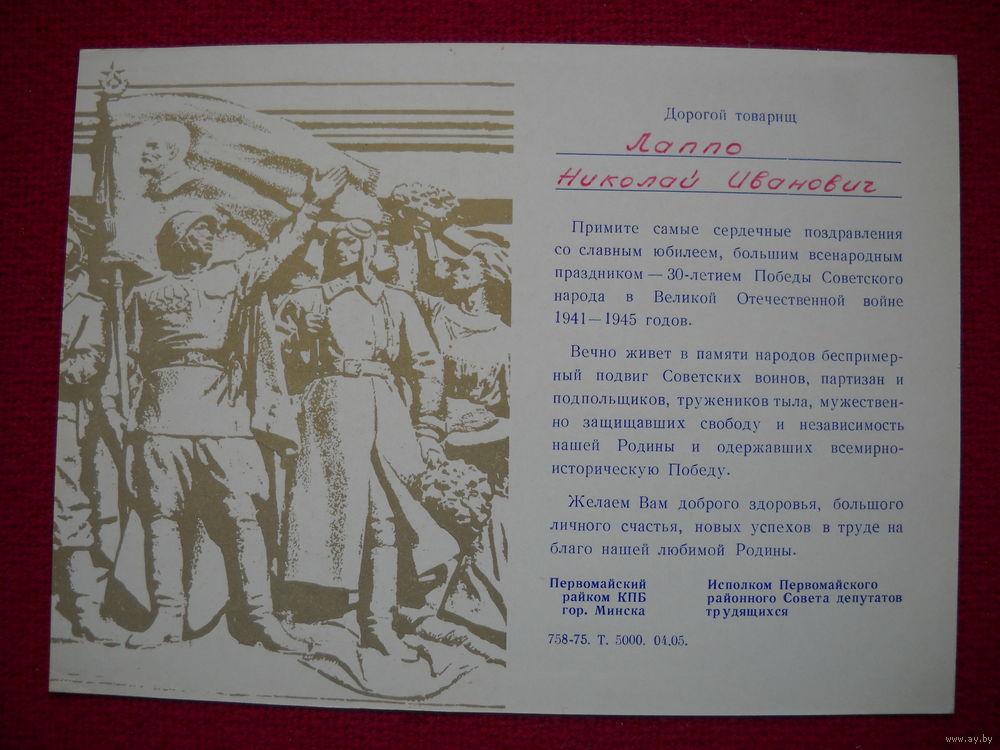 Дорогой товарищ
Лаппо
Николай Иванович
Примите самые сердечные поздравления
со славным юбилеем, большим всенародным
праздником — 30-летием Победы Советского
народа в Великой Отечественной войне
1941—1945 годов.
Вечно живет в памяти народов беспример-
ный подвиг Советских воинов, партизан и
подпольщиков, тружеников тыла, мужествен-
но защищавших свободу и независимость
нашей Родины и одержавших всемирно-
историческую Победу.
Желаем Вам доброго здоровья, большого
личного счастья, новых успехов в труде на
благо нашей любимой Родины.
Первомайский
райком КПБ
гор. Минска
Исполком Первомайского
районного Совета депутатов
трудящихся
758-75. Т. 5000. 04.05.
www.ay.by